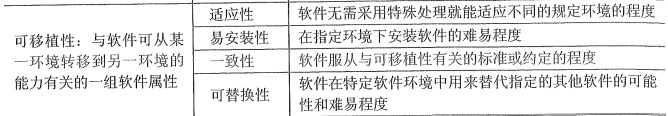 可移植性：与软件可从某
一环境转移到另一环境的
能力有关的一组软件属性
适应性
软件无需采用特殊处理就能适应不同的规定环境的程度
易安装性
在指定环境下安装软件的难易程度
一致性
软件服从与可移植性有关的标准或约定的程度
可替换性
软件在特定软件环境中用来替代指定的其他软件的可能
性和难易程度